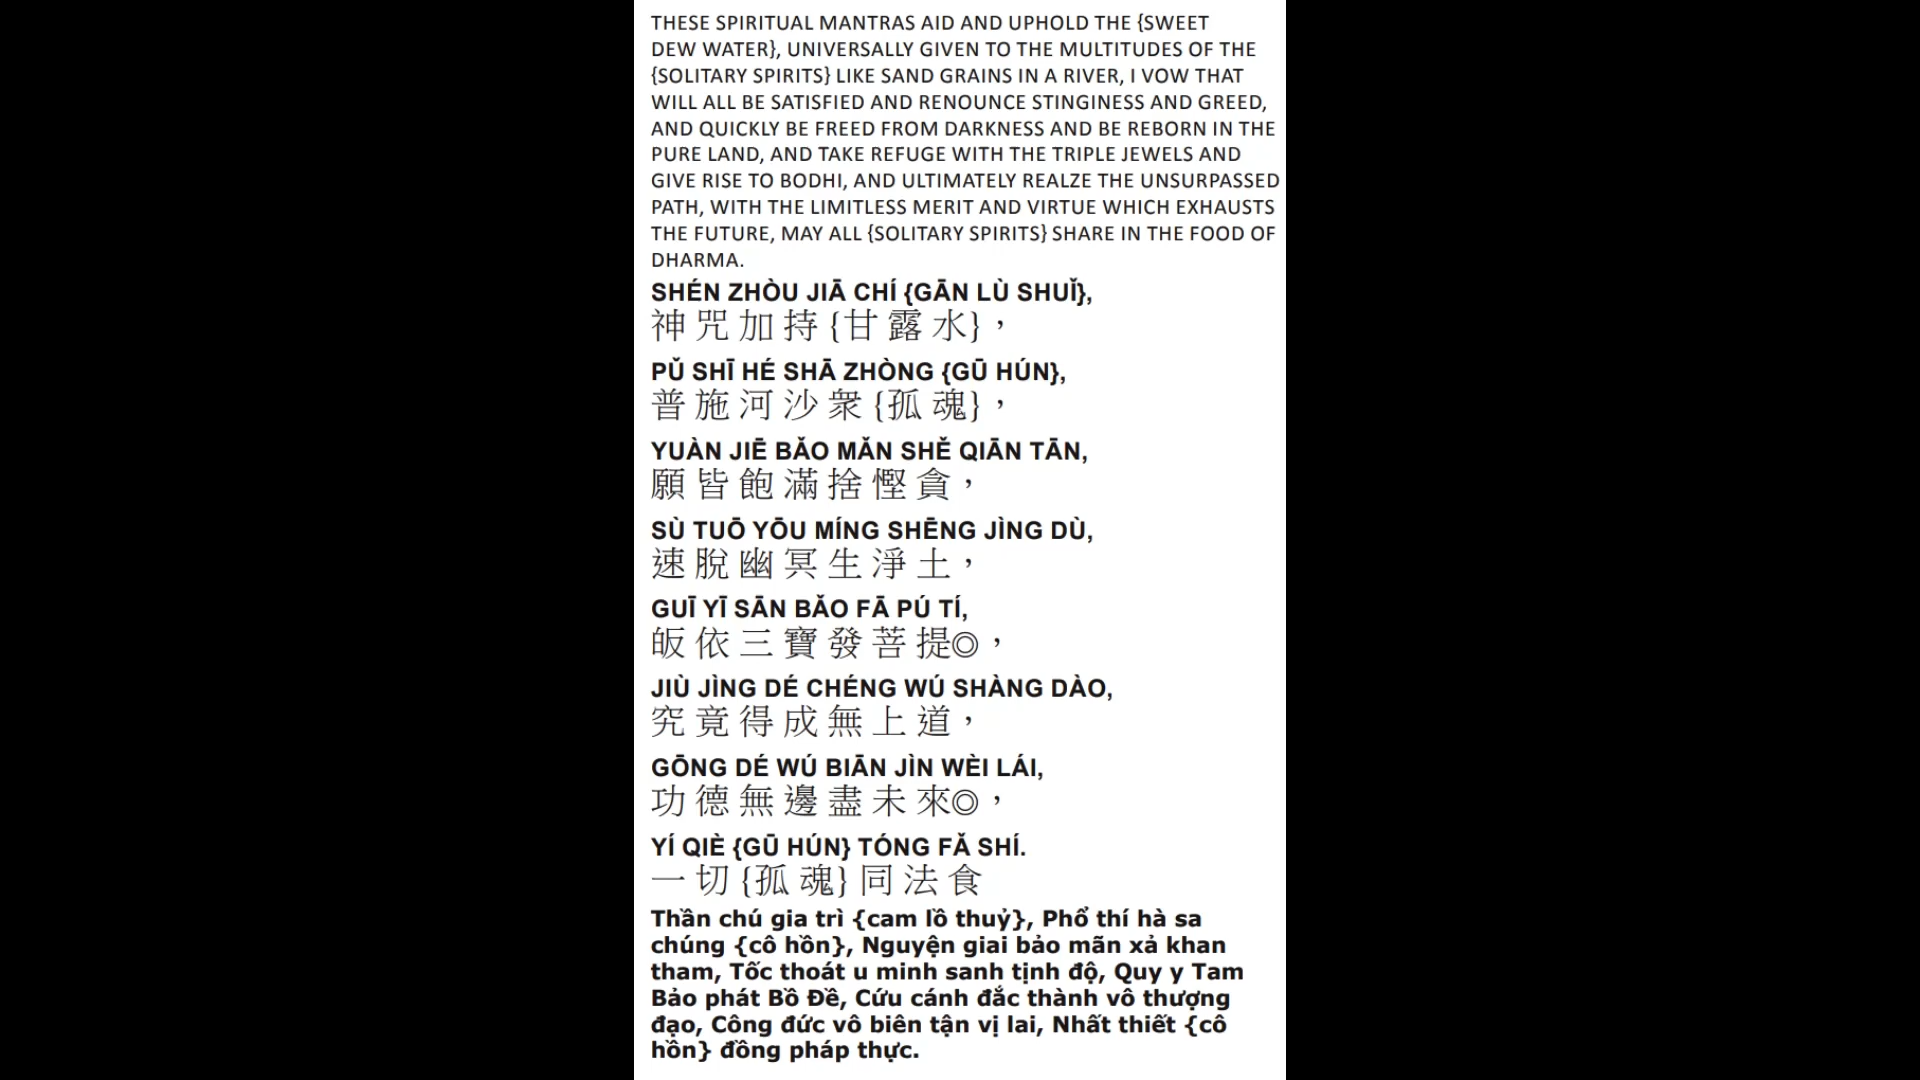 THESE SPIRITUAL MANTRAS AID AND UPHOLD THE {SWEET
DEW WATER}, UNIVERSALLY GIVEN TO THE MULTITUDES OF THE
{SOLITARY SPIRITS} LIKE SAND GRAINS IN A RIVER, I VOW THAT
WILL ALL BE SATISFIED AND RENOUNCE STINGINESS AND GREED,
AND QUICKLY BE FREED FROM DARKNESS AND BE REBORN IN THE
PURE LAND, AND TAKE REFUGE WITH THE TRIPLE JEWELS AND
GIVE RISE TO BODHI, AND ULTIMATELY REALZE THE UNSURPASSED
PATH, WITH THE LIMITLESS MERIT AND VIRTUE WHICH EXHAUSTS
THE FUTURE, MAY ALL {SOLITARY SPIRITS} SHARE IN THE FOOD OF
DHARMA.
SHÉN ZHÒU JIĀ CHÍ {GĀN LÙ SHUǏ},
神 咒 加 持 {甘 露 水}，
PǓ SHĪ HÉ SHĀ ZHÒNG {GŪ HÚN},
普 施 河 沙 衆 {孤 魂}，
YUÀN JIĒ BǍO MǍN SHĚ QIĀN TĀN,
願 皆 飽 滿 捨 慳 貪，
SÙ TUŌ YŌU MÍNG SHĒNG JÌNG DÙ,
速 脫 幽 冥 生 淨 土，
GUĪ YĪ SĀN BǍO FĀ PÚ TÍ,
皈 依 三 寶 發 菩 提◎，
JIÙ JÌNG DÉ CHÉNG WÚ SHÀNG DÀO,
究 竟 得 成 無 上 道，
GŌNG DÉ WÚ BIĀN JÌN WÈI LÁI,
功 德 無 邊 盡 未 來◎，
YÍ QIÈ {GŪ HÚN} TÓNG FǍ SHÍ.
一 切 {孤 魂} 同 法 食
Thần chú gia trì {cam lồ thuỷ}, Phổ thí hà sa
chúng {cô hồn}, Nguyện giai bảo mãn xả khan
tham, Tốc thoát u minh sanh tịnh độ, Quy y Tam
Bảo phát Bồ Đề, Cứu cánh đắc thành vô thượng
đạo, Công đức vô biên tận vị lai, Nhất thiết {cô
hồn} đồng pháp thực.